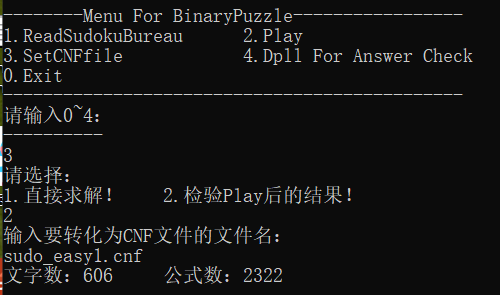 --------Menu For BinaryPuzzle-----------------
1.ReadSudokuBureau      2.Play
3.SetCNFfile            4.Dpll For Answer Check
0.Exit
----------------------------------------------
请输入0~4:
----------
3
请选择:
1.直接求解!    2.检验Play后的结果!
2
输入要转化为CNF文件的文件名:
sudo_easy1.cnf
文字数: 606     公式数: 2322